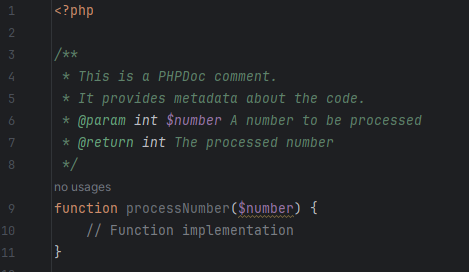 1 <?php
2
3 /**
4  * This is a PHPDoc comment.
5  * It provides metadata about the code.
6  * @param int $number A number to be processed
7  * @return int The processed number
8  */
no usages
9 function processNumber($number) {
10     // Function implementation
11 }